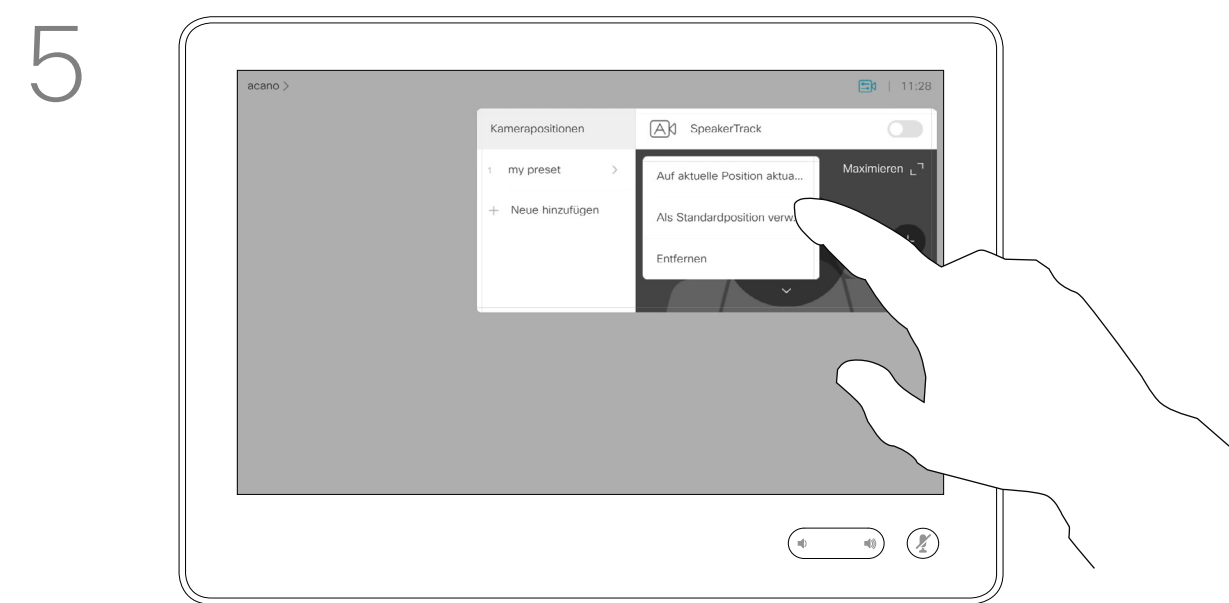 5
acano >
11:28
Kamerapositionen
SpeakerTrack
1 my preset >
Maximieren
Auf aktuelle Position aktua...
+ Neue hinzufügen
Als Standardposition verw...
Entfernen